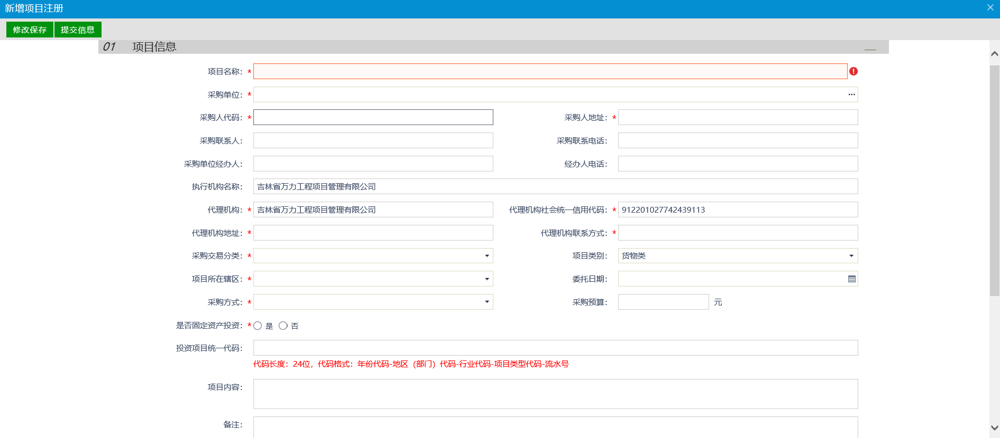 新增项目注册
修改保存 提交信息
01 项目信息
项目名称：*
采购单位：* ...
采购人代码：* 采购人地址：*
采购联系人： 采购联系电话：
采购单位经办人： 经办人电话：
执行机构名称： 吉林省万力工程项目管理有限公司
代理机构：* 吉林省万力工程项目管理有限公司 代理机构社会统一信用代码：* 912201027742439113
代理机构地址：* 代理机构联系方式：*
采购交易分类：* 项目类别： 货物类
项目所在辖区：* 委托日期：
采购方式：* 采购预算： 元
是否固定资产投资：* 是 否
投资项目统一代码：
代码长度：24位，代码格式：年份代码-地区（部门）代码-行业代码-项目类型代码-流水号
项目内容：
备注：